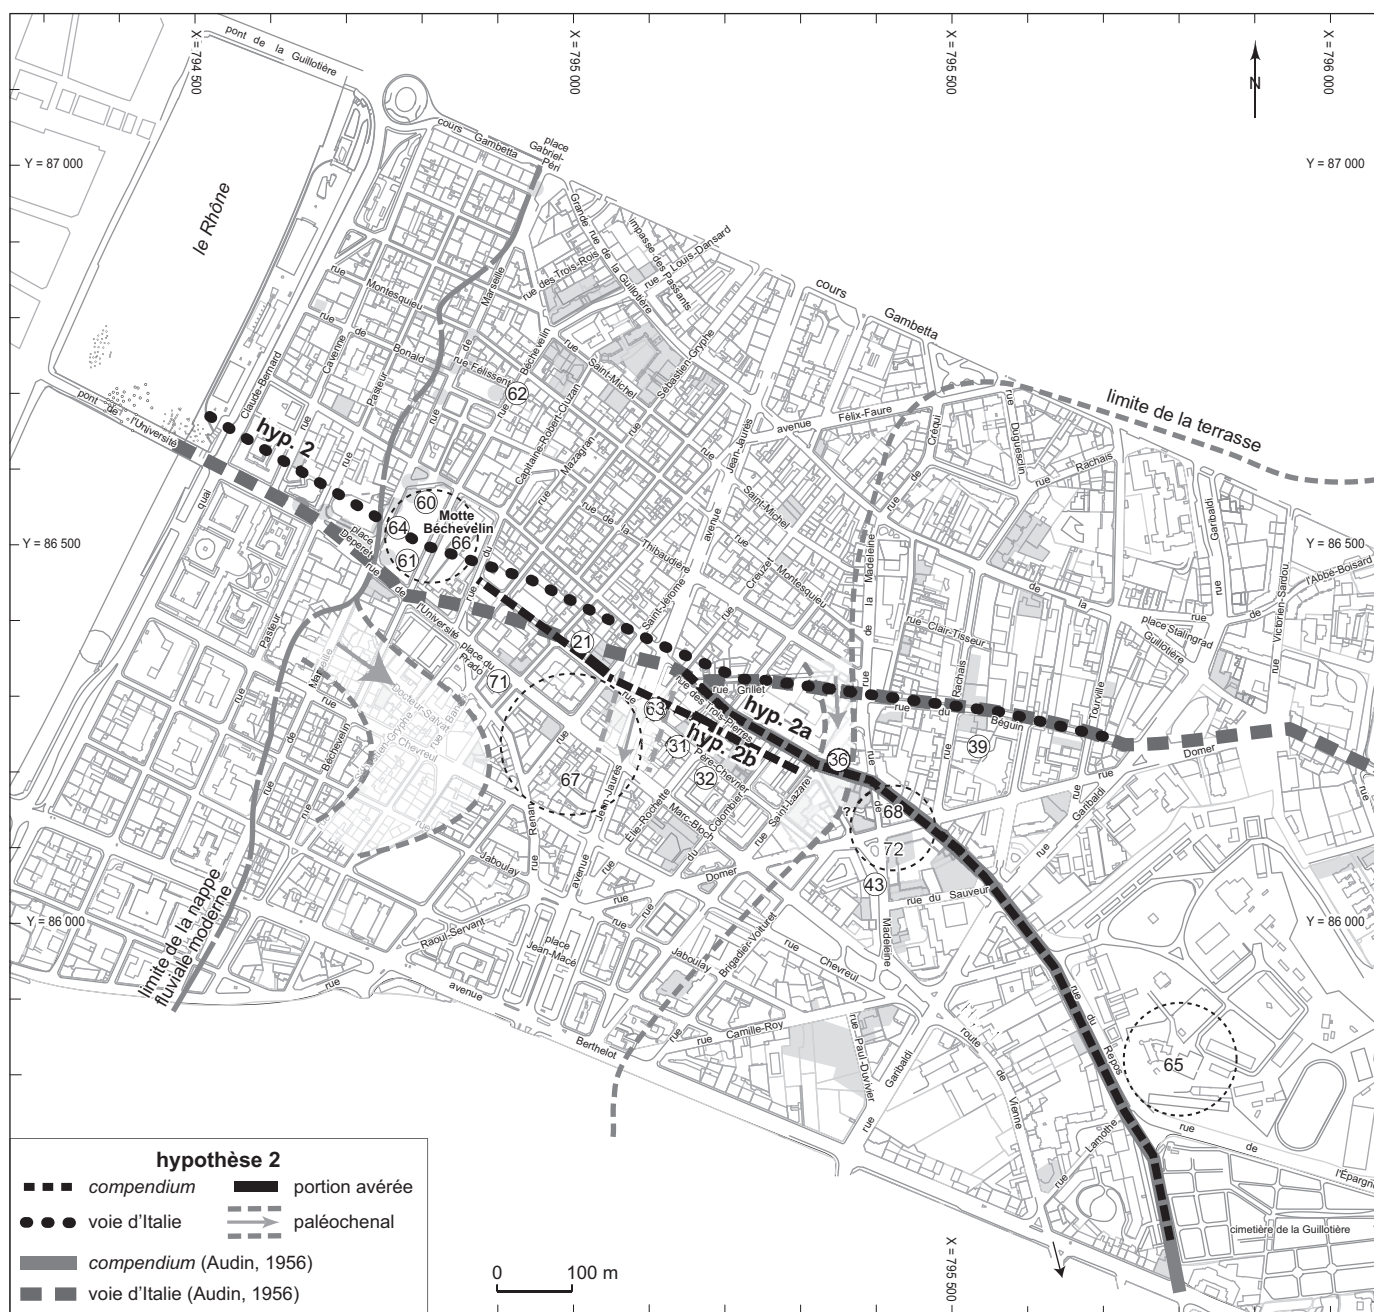 pont de la Guillotière
X = 794 500
X = 795 000
X = 795 500
X = 796 000
N
Y = 87 000
Y = 87 000
le Rhône
cours Gambetta
place Gabriel-Péri
Grande rue de la Guillotière
impasse des Passants
rue Louis-Dansard
rue des Trois-Rois
rue Montesquieu
rue de Marseille
rue de Bonald
rue Cavenne
rue Pasteur
quai Claude-Bernard
rue Félissent
rue Béchevelin
62
rue Saint-Michel
rue Sébastien-Gryphe
rue Capitaine-Robert-Cluzan
rue Mazagran
cours Gambetta
avenue Félix-Faure
avenue Jean-Jaurès
rue de Créqui
rue Duguesclin
rue Rachais
limite de la terrasse
pont de l'Université
hyp. 2
60
64
Motte
Béchevelin
66
61
place Depéret
Y = 86 500
Y = 86 500
rue de la Thibaudière
rue Saint-Michel
rue Creuzet
rue Montesquieu
rue Saint-Jérome
rue de la Madeleine
rue Garibaldi
rue Victorien-Sardou
rue de l'Abbé-Boisard
place Stalingrad
rue de la Guillotière
rue Clair-Tisseur
rue Rachais
rue Tourville
rue de l'Université
place du Prado
21
71
63
rue Grillet
rue des Trois-Pierres
hyp. 2a
hyp. 2b
rue du Béguin
39
36
31
32
67
rue Père-Chevrier
rue Élie-Rochette
rue Marc-Bloch
rue du Colombier
rue Saint-Lazare
rue Domer
rue Garibaldi
?
68
72
43
rue du Sauveur
rue Pasteur
rue de Marseille
rue Béchevelin
Docteur-Salvat
rue Chevreul
rue Renan
avenue Jean-Jaurès
rue Jaboulay
rue Domer
rue Raoul-Servant
place
Jean-Macé
avenue Berthelot
rue Jaboulay
rue Brigadier-Voituret
rue Chevreul
rue Camille-Roy
rue Paul-Duvivier
rue Garibaldi
rue de la Madeleine
route de Vienne
rue du Repos
65
rue Lamothe
rue de l'Épargne
cimetière de la Guillotière
Y = 86 000
Y = 86 000
limite de la nappe
fluviale moderne
X = 795 500
hypothèse 2
compendium
portion avérée
voie d'Italie
paléochenal
compendium (Audin, 1956)
voie d'Italie (Audin, 1956)
0 100 m